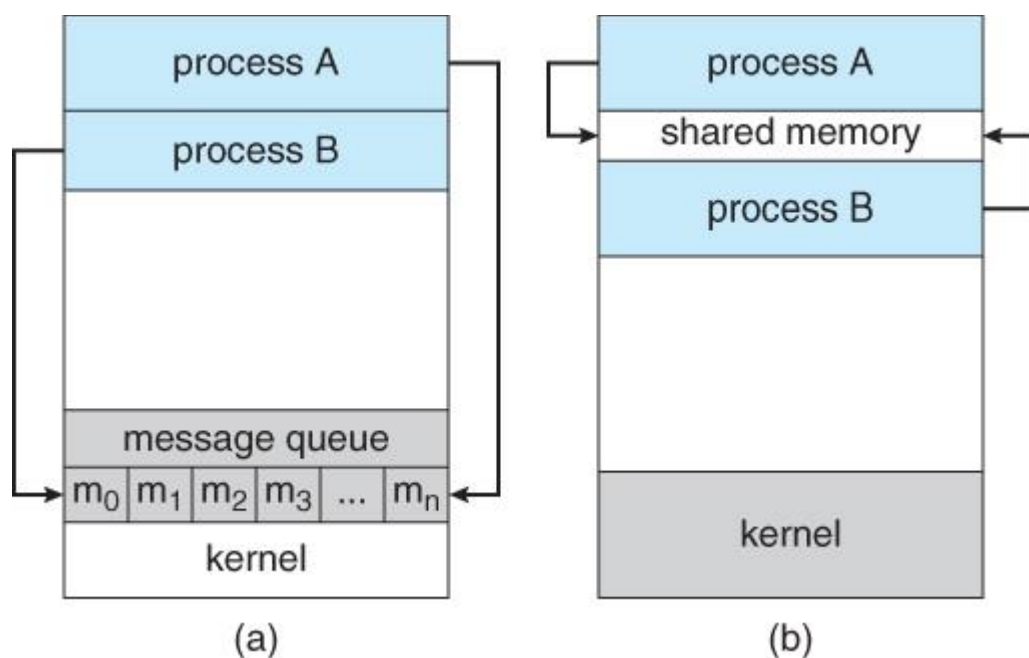 process A
process B
message queue
m0 m1 m2 m3 ... mn
kernel
(a)
process A
shared memory
process B
kernel
(b)